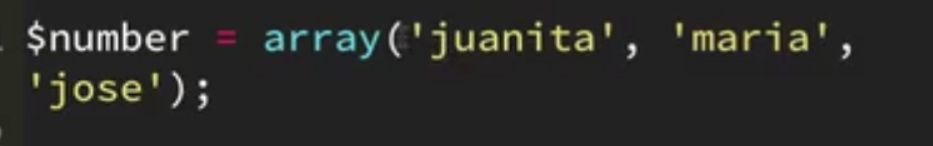 $number = array('juanita', 'maria',
'jose');